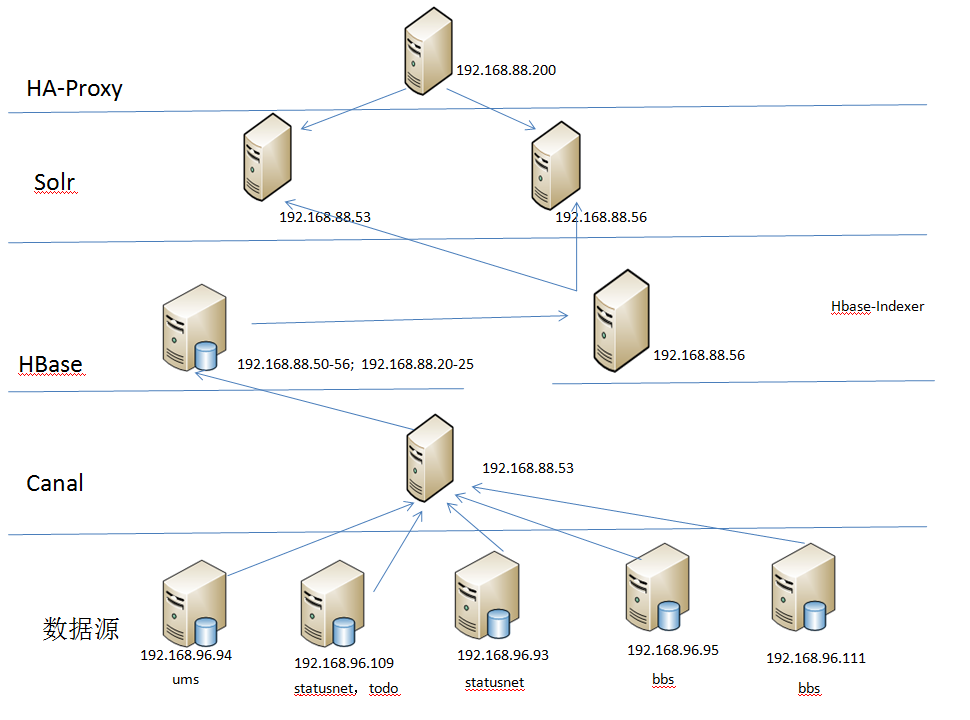 192.168.88.200
HA-Proxy
Solr
192.168.88.53
192.168.88.56
Hbase-Indexer
192.168.88.56
HBase
192.168.88.50-56; 192.168.88.20-25
Canal
192.168.88.53
数据源
192.168.96.94
ums
192.168.96.109
statusnet，todo
192.168.96.93
statusnet
192.168.96.95
bbs
192.168.96.111
bbs